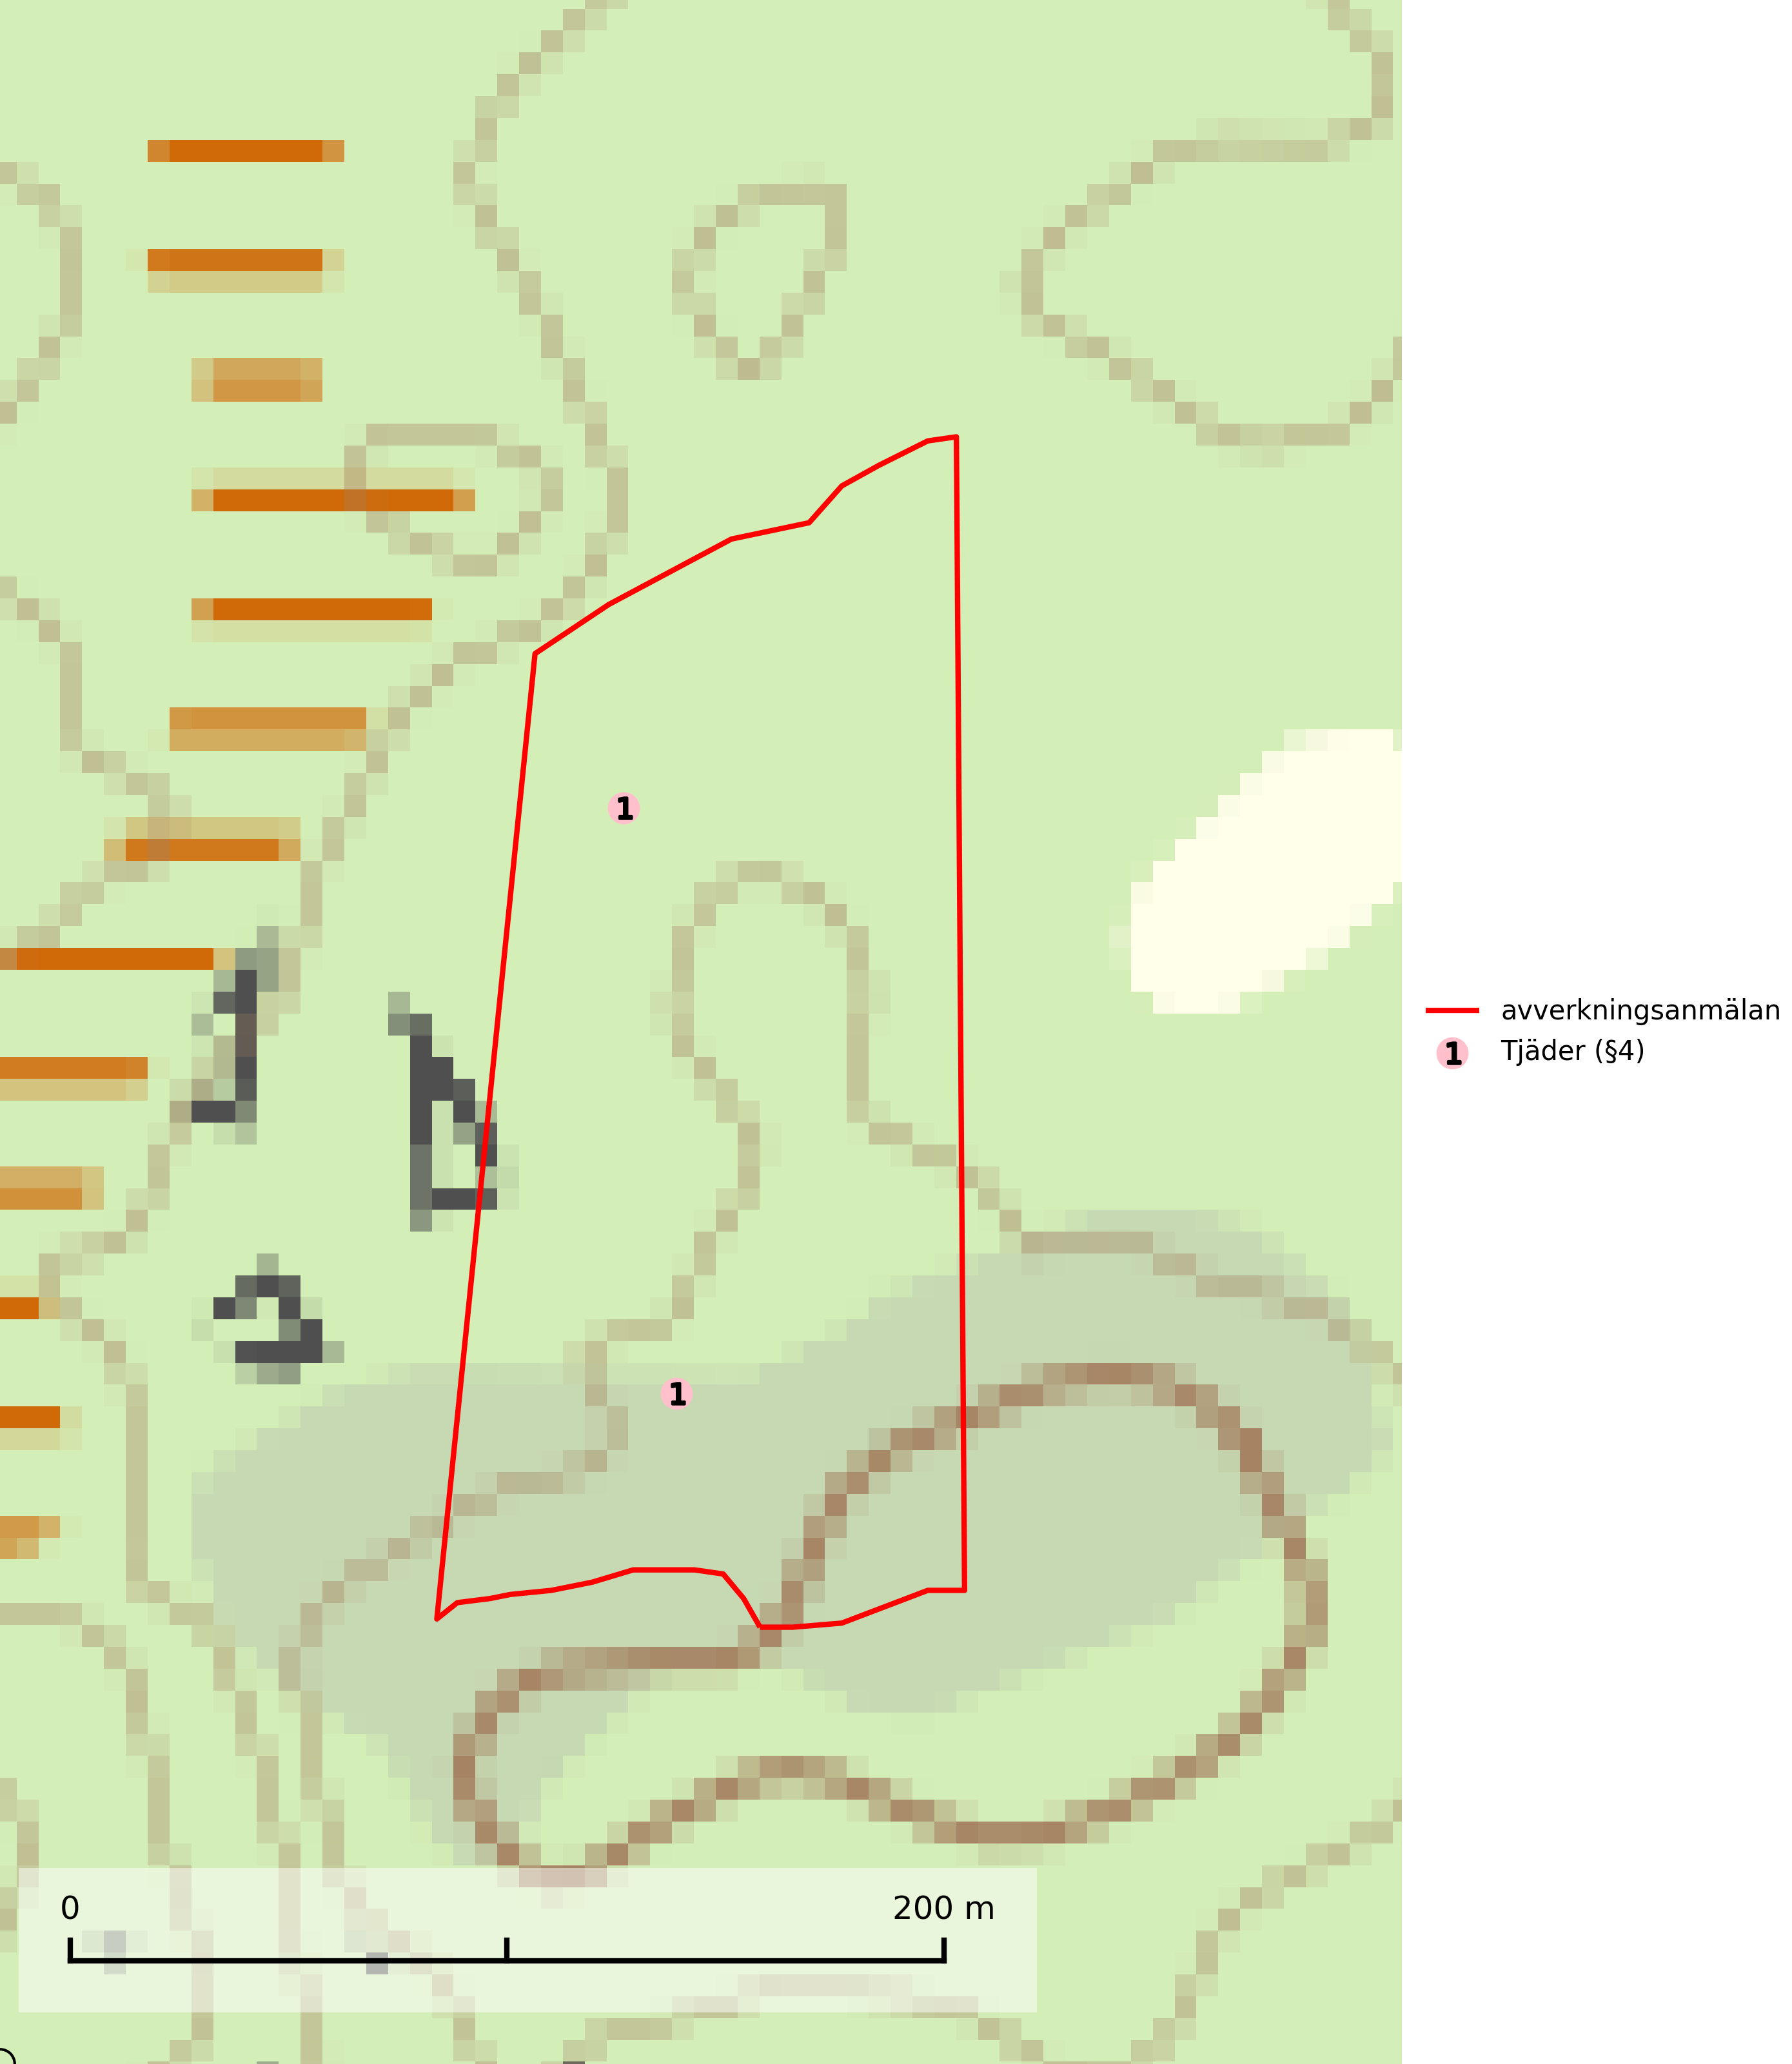 1
1
avverkningsanmälan
1 Tjäder (§4)
0 200 m